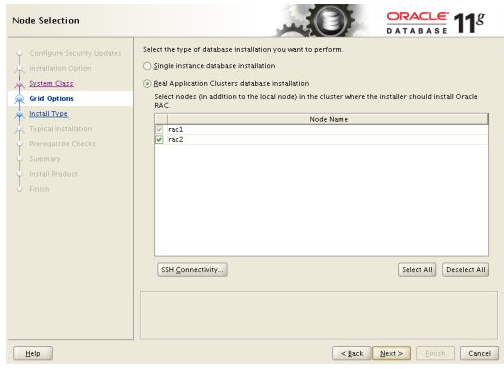 Node Selection
ORACLE 11g
DATABASE
Configure Security Updates
Installation Option
System Class
Grid Options
Install Type
Typical Installation
Prerequisite Checks
Summary
Install Product
Finish
Select the type of database installation you want to perform.
Single instance database installation
Real Application Clusters database installation
Select nodes (in addition to the local node) in the cluster where the installer should install Oracle
RAC.
Node Name
rac1
rac2
SSH Connectivity...
Select All
Deselect All
Help
< Back
Next >
Finish
Cancel